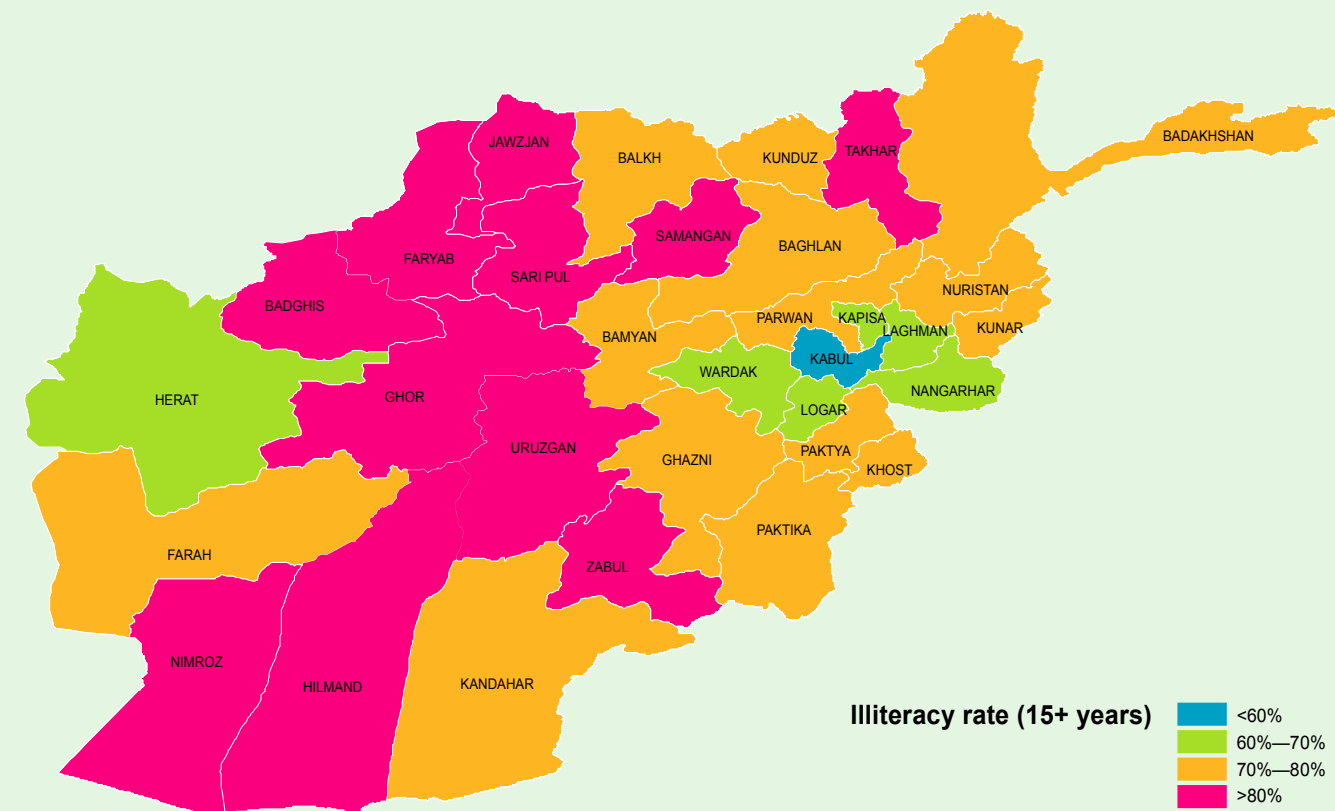 JAWZJAN
BALKH
KUNDUZ
TAKHAR
BADAKHSHAN
SAMANGAN
BAGHLAN
FARYAB
SARI PUL
BADGHIS
NURISTAN
PARWAN
KAPISA
KUNAR
LAGHMAN
BAMYAN
KABUL
WARDAK
NANGARHAR
HERAT
GHOR
LOGAR
URUZGAN
GHAZNI
PAKTYA
KHOST
PAKTIKA
FARAH
ZABUL
NIMROZ
HILMAND
KANDAHAR
Illiteracy rate (15+ years)
<60%
60%—70%
70%—80%
>80%